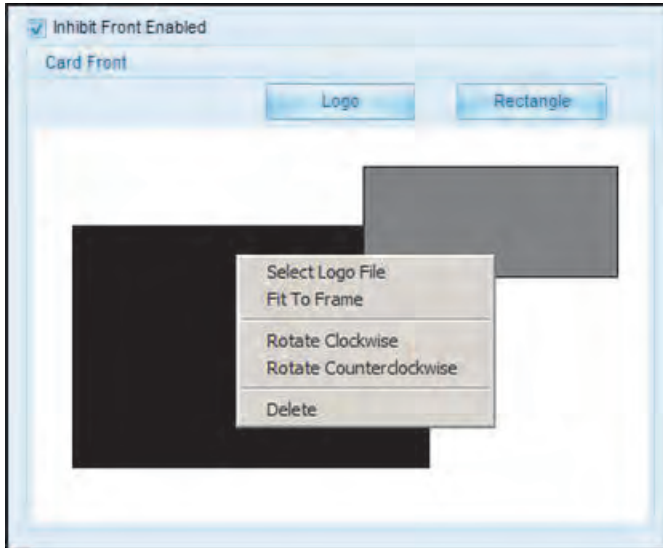 Inhibit Front Enabled
Card Front
Logo Rectangle
Select Logo File
Fit To Frame
Rotate Clockwise
Rotate Counterclockwise
Delete